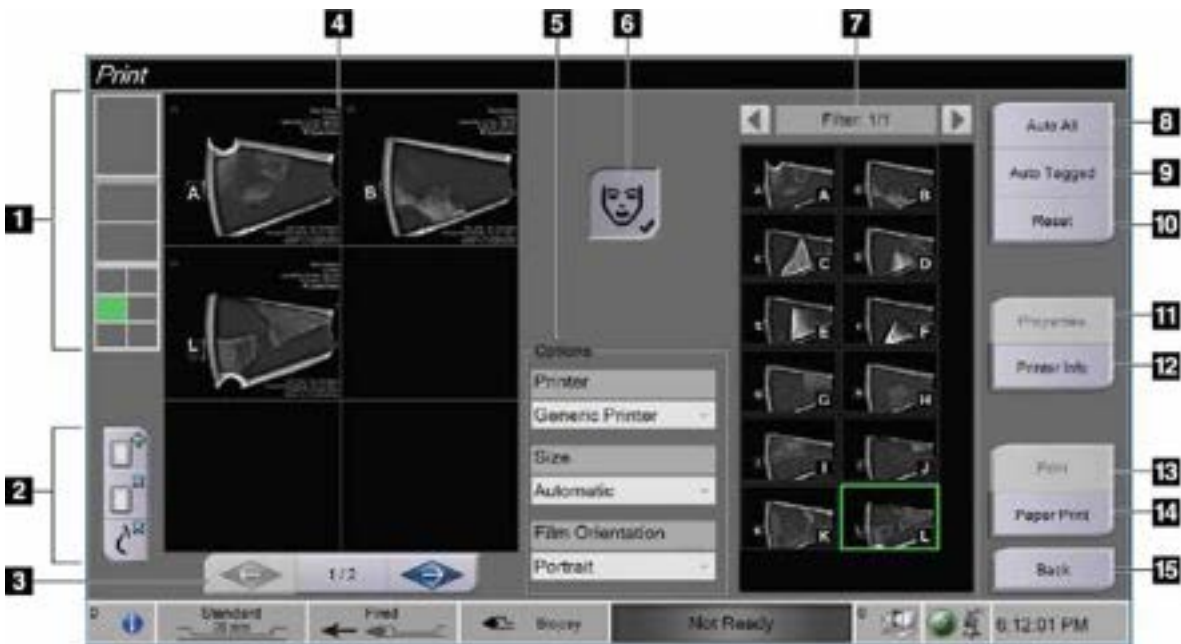 4 5 6 7
Print
1
2
3
A
B
L
1/2
Options
Printer
Generic Printer
Size
Automatic
Film Orientation
Portrait
Filter: 1/1
A B
C D
E F
G H
I J
K L
Auto All
8
Auto Tagged
9
Reset
10
Properties
11
Printer Info
12
Print
13
Paper Print
14
Back
15
Standard
Fired
Biopsy
Not Ready
6:12:01 PM